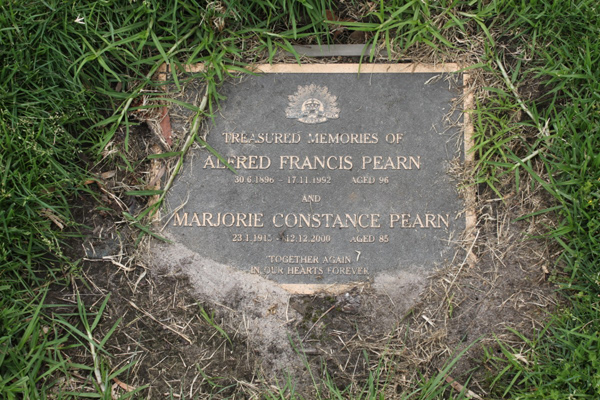 TREASURED MEMORIES OF
ALFRED FRANCIS PEARN
30·6·1896 - 17·11·1992 AGED 96
AND
MARJORIE CONSTANCE PEARN
23·1·1915 - 12·12·2000 AGED 85
"TOGETHER AGAIN
IN OUR HEARTS FOREVER